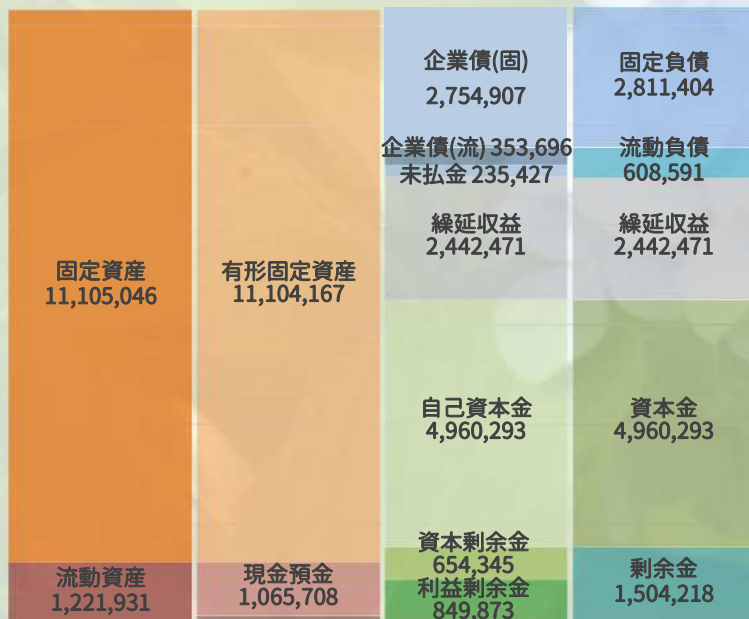 固定資産
11,105,046
流動資産
1,221,931
有形固定資産
11,104,167
現金預金
1,065,708
企業債(固)
2,754,907
企業債(流) 353,696
未払金 235,427
繰延収益
2,442,471
自己資本金
4,960,293
資本剰余金
654,345
利益剰余金
849,873
固定負債
2,811,404
流動負債
608,591
繰延収益
2,442,471
資本金
4,960,293
剰余金
1,504,218